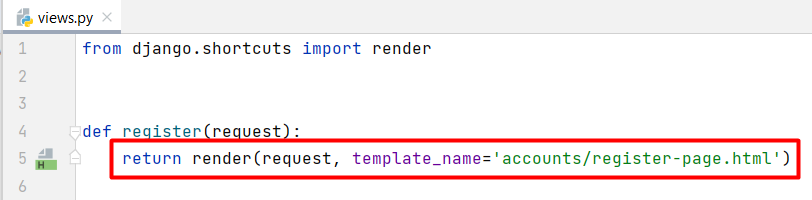 views.py
1 from django.shortcuts import render
2
3
4 def register(request):
5 return render(request, template_name='accounts/register-page.html')
6